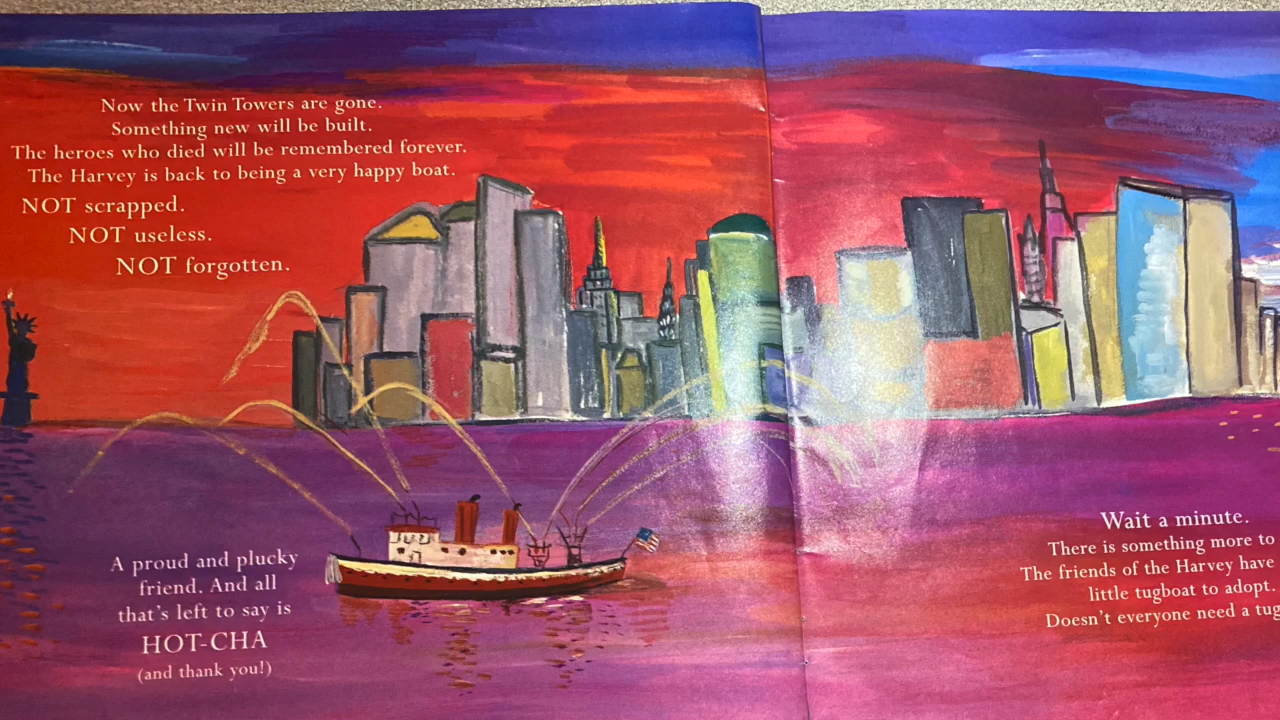 Now the Twin Towers are gone.
Something new will be built.
The heroes who died will be remembered forever.
The Harvey is back to being a very happy boat.
NOT scrapped.
NOT useless.
NOT forgotten.
A proud and plucky
friend. And all
that's left to say is
HOT-CHA
(and thank you!)
Wait a minute.
There is something more to
The friends of the Harvey have
little tugboat to adopt.
Doesn't everyone need a tug